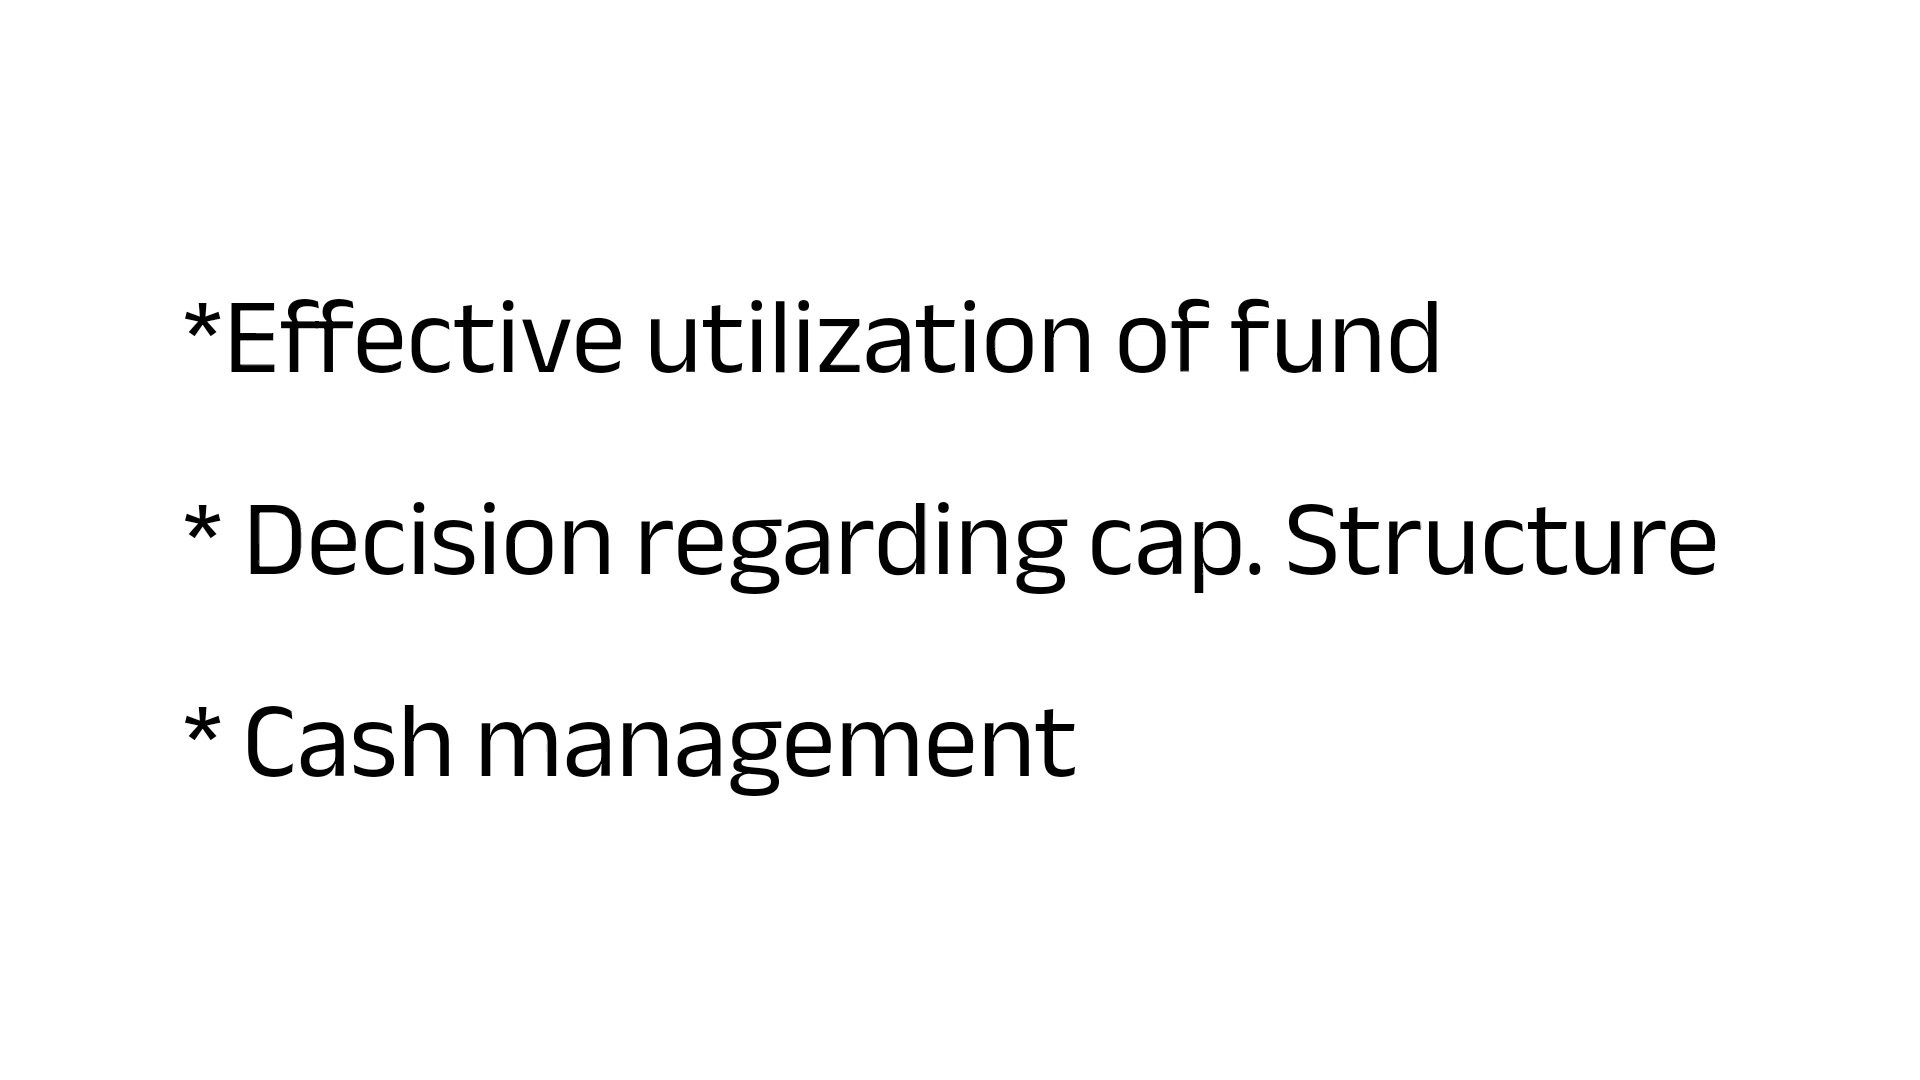 *Effective utilization of fund
* Decision regarding cap. Structure
* Cash management